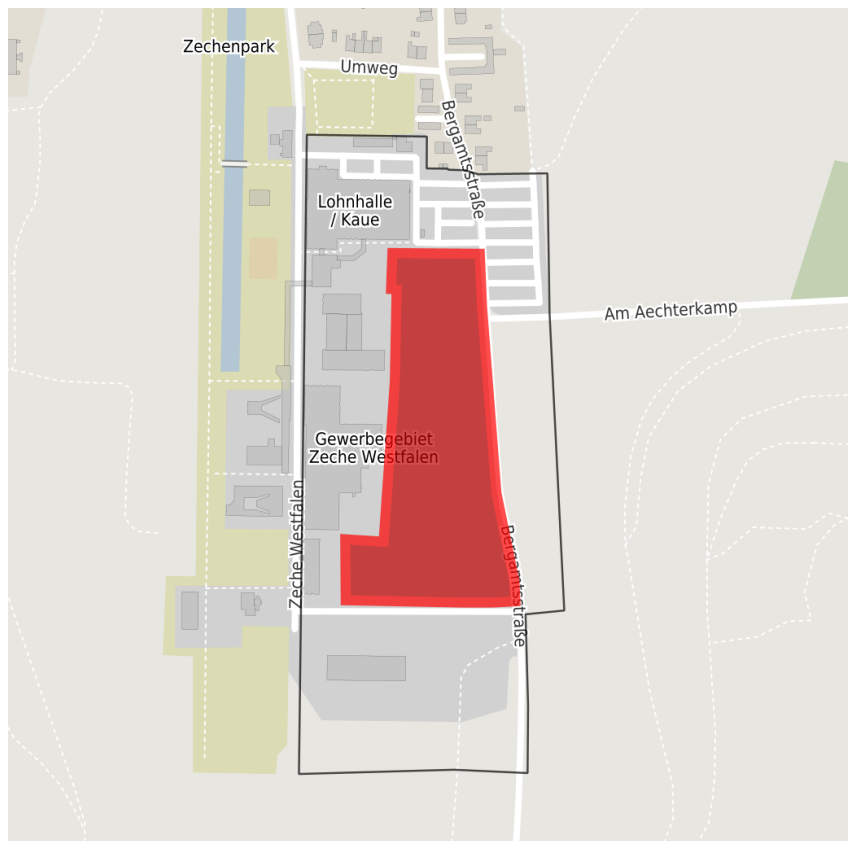 Zechenpark
Umweg
Bergamtsstraße
Lohnhalle
/ Kaue
Am Aechterkamp
Gewerbegebiet
Zeche Westfalen
Zeche Westfalen
Bergamtsstraße